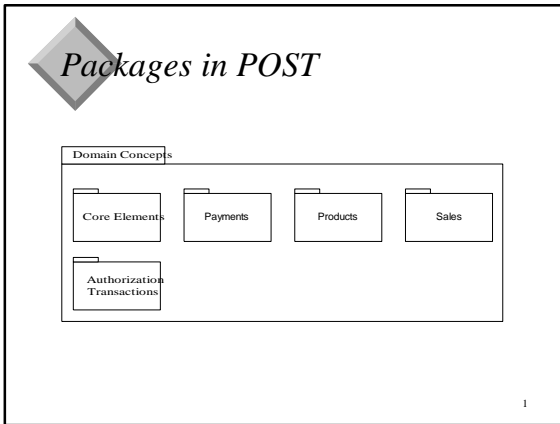 Packages in POST
Domain Concepts
Core Elements
Payments
Products
Sales
Authorization
Transactions
1